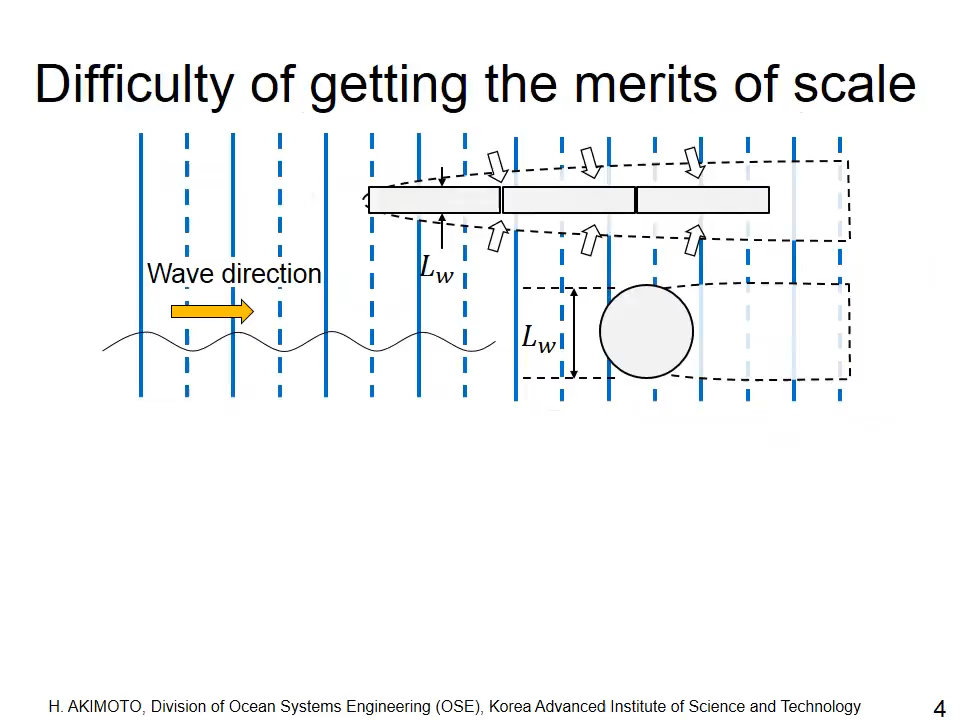 Difficulty of getting the merits of scale
Wave direction
L_w
L_w
H. AKIMOTO, Division of Ocean Systems Engineering (OSE), Korea Advanced Institute of Science and Technology
4